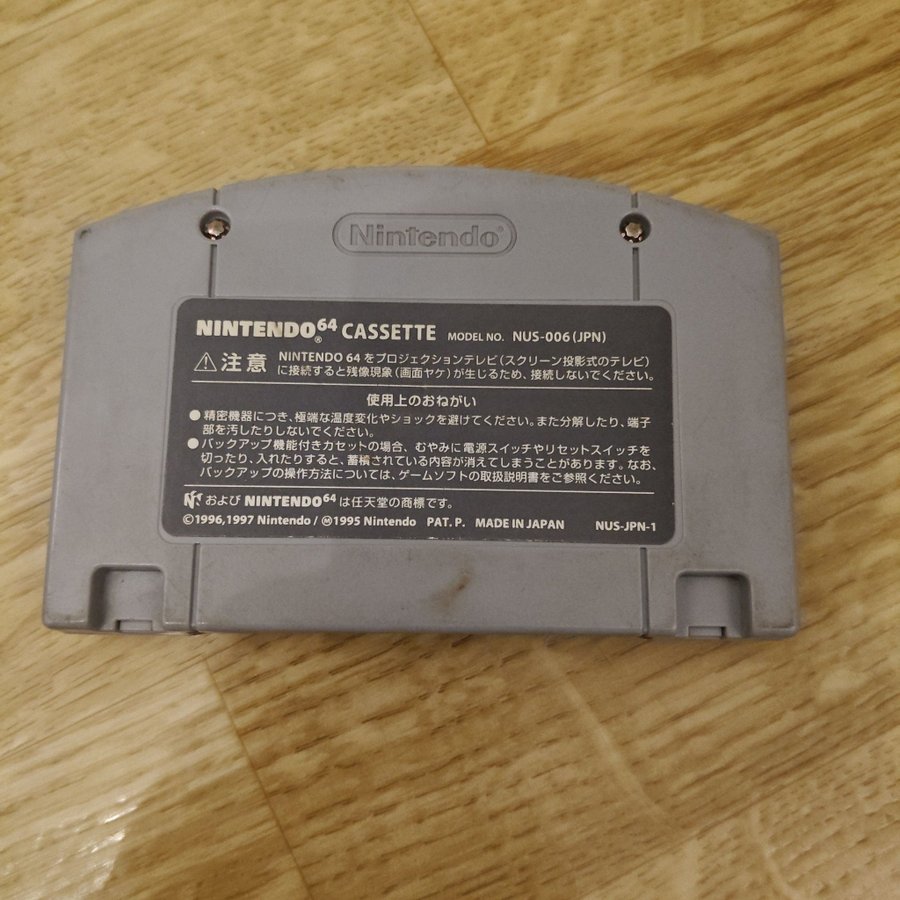 Nintendo®
NINTENDO®64 CASSETTE MODEL NO. NUS-006(JPN)
⚠注意 NINTENDO 64 をプロジェクションテレビ(スクリーン投影式のテレビ)
に接続すると残像現象(画面ヤケ)が生じるため、接続しないでください。
使用上のおねがい
●精密機器につき、極端な温度変化やショックを避けてください。また分解したり、端子
部を汚したりしないでください。
●バックアップ機能付きカセットの場合、むやみに電源スイッチやリセットスイッチを
切ったり、入れたりすると、蓄積されている内容が消えてしまうことがあります。なお、
バックアップの操作方法については、ゲームソフトの取扱説明書をご参照ください。
および NINTENDO64 は任天堂の商標です。
©1996,1997 Nintendo/Ⓜ1995 Nintendo PAT. P. MADE IN JAPAN NUS-JPN-1